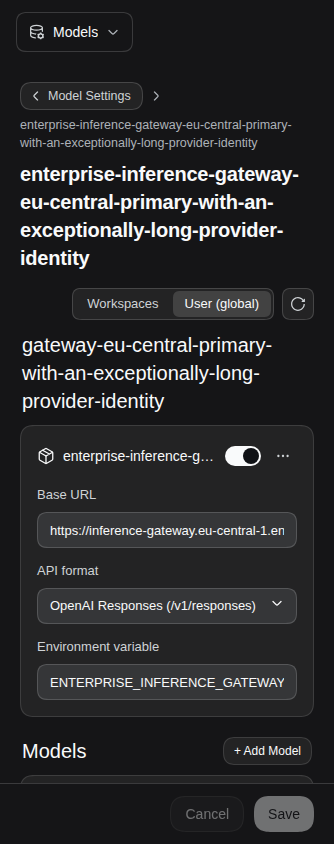 Models
Model Settings
enterprise-inference-gateway-eu-central-primary-
with-an-exceptionally-long-provider-identity
enterprise-inference-gateway-
eu-central-primary-with-an-
exceptionally-long-provider-
identity
Workspaces User (global)
gateway-eu-central-primary-
with-an-exceptionally-long-
provider-identity
enterprise-inference-g...
Base URL
https://inference-gateway.eu-central-1.en
API format
OpenAI Responses (/v1/responses)
Environment variable
ENTERPRISE_INFERENCE_GATEWAY
Models + Add Model
Cancel Save